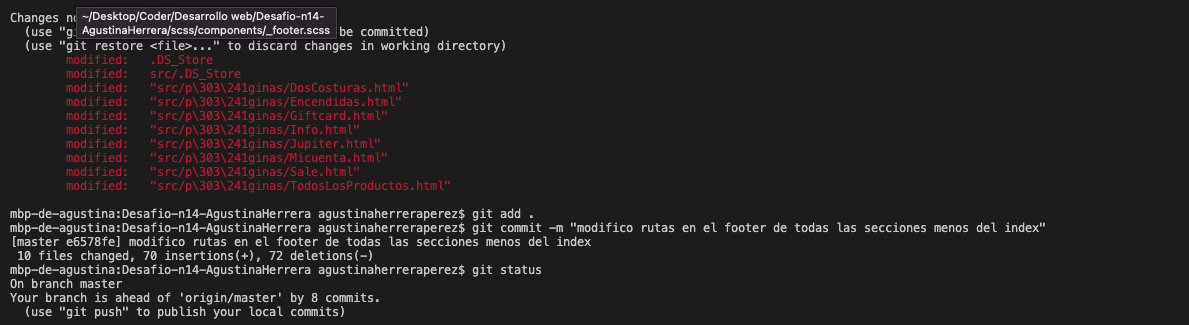 Changes no
~/Desktop/Coder/Desarrollo web/Desafio-n14-
AgustinaHerrera/scss/components/_footer.scss
(use "gi be committed)
(use "git restore <file>..." to discard changes in working directory)
modified:   .DS_Store
modified:   src/.DS_Store
modified:   "src/p\303\241ginas/DosCosturas.html"
modified:   "src/p\303\241ginas/Encendidas.html"
modified:   "src/p\303\241ginas/Giftcard.html"
modified:   "src/p\303\241ginas/Info.html"
modified:   "src/p\303\241ginas/Jupiter.html"
modified:   "src/p\303\241ginas/Micuenta.html"
modified:   "src/p\303\241ginas/Sale.html"
modified:   "src/p\303\241ginas/TodosLosProductos.html"
mbp-de-agustina:Desafio-n14-AgustinaHerrera agustinaherreraperez$ git add .
mbp-de-agustina:Desafio-n14-AgustinaHerrera agustinaherreraperez$ git commit -m "modifico rutas en el footer de todas las secciones menos del index"
[master e6578fe] modifico rutas en el footer de todas las secciones menos del index
10 files changed, 70 insertions(+), 72 deletions(-)
mbp-de-agustina:Desafio-n14-AgustinaHerrera agustinaherreraperez$ git status
On branch master
Your branch is ahead of 'origin/master' by 8 commits.
(use "git push" to publish your local commits)